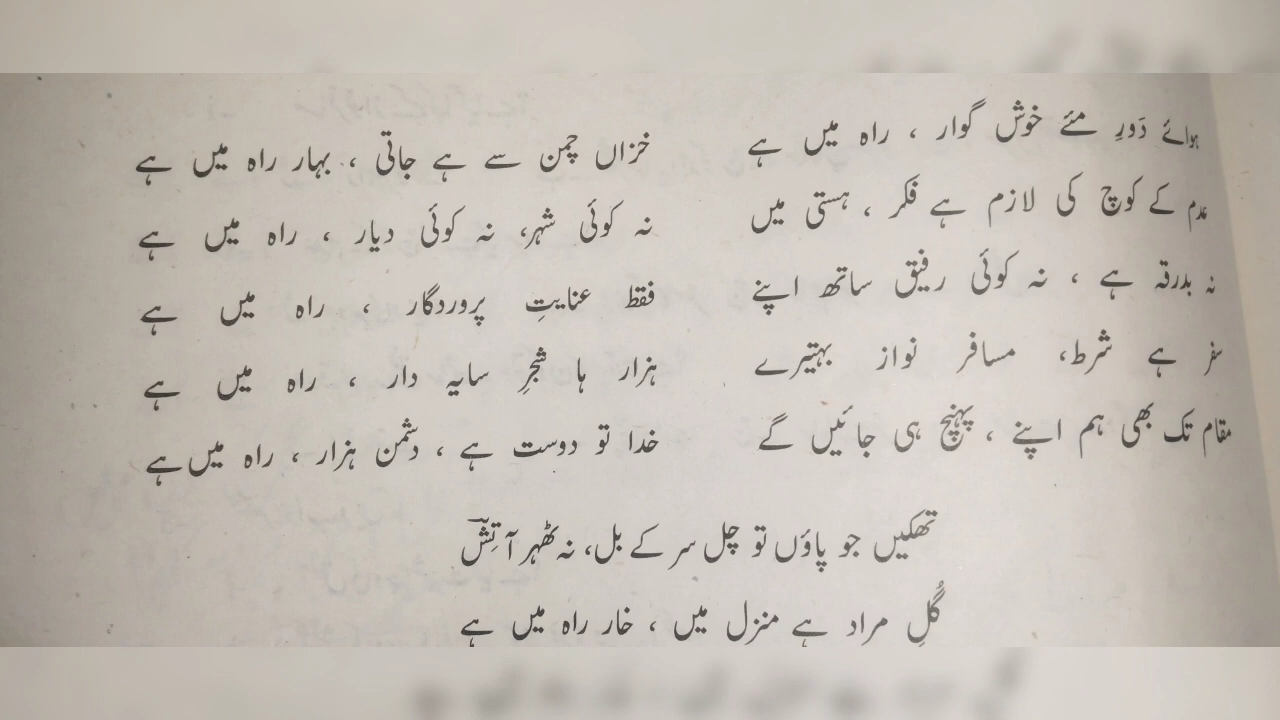 ہوائے دَورِ مئے خوش گوار ، راہ میں ہے
خزاں چمن سے ہے جاتی ، بہار راہ میں ہے
عدم کے کوچ کی لازم ہے فکر ، ہستی میں
نہ کوئی شہر، نہ کوئی دیار ، راہ میں ہے
نہ بدرقہ ہے ، نہ کوئی رفیق ساتھ اپنے
فقط عنایتِ پروردگار ، راہ میں ہے
سفر ہے شرط، مسافر نواز بہتیرے
ہزار ہا شجرِ سایہ دار ، راہ میں ہے
مقام تک بھی ہم اپنے ، پہنچ ہی جائیں گے
خدا تو دوست ہے ، دشمن ہزار ، راہ میں ہے
تھکیں جو پاؤں تو چل سر کے بل، نہ ٹھہر آتشؔ
گُلِ مراد ہے منزل میں ، خار راہ میں ہے